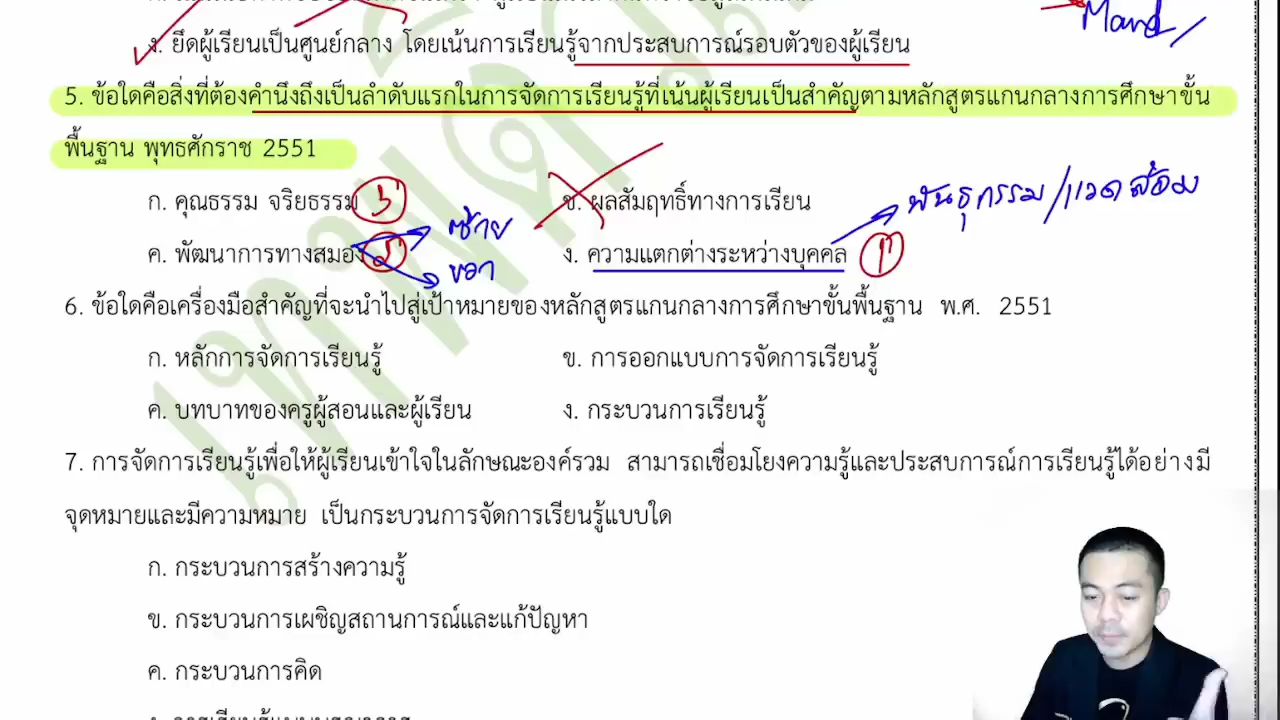 Mand
ง. ยึดผู้เรียนเป็นศูนย์กลาง โดยเน้นการเรียนรู้จากประสบการณ์รอบตัวของผู้เรียน
5. ข้อใดคือสิ่งที่ต้องคำนึงถึงเป็นลำดับแรกในการจัดการเรียนรู้ที่เน้นผู้เรียนเป็นสำคัญตามหลักสูตรแกนกลางการศึกษาขั้น
พื้นฐาน พุทธศักราช 2551
พันธุกรรม/แวดล้อม
ก. คุณธรรม จริยธรรม 3 ข. ผลสัมฤทธิ์ทางการเรียน
ซ้าย
ค. พัฒนาการทางสมอง 2 ง. ความแตกต่างระหว่างบุคคล 1
ขวา
6. ข้อใดคือเครื่องมือสำคัญที่จะนำไปสู่เป้าหมายของหลักสูตรแกนกลางการศึกษาขั้นพื้นฐาน พ.ศ. 2551
ก. หลักการจัดการเรียนรู้ ข. การออกแบบการจัดการเรียนรู้
ค. บทบาทของครูผู้สอนและผู้เรียน ง. กระบวนการเรียนรู้
7. การจัดการเรียนรู้เพื่อให้ผู้เรียนเข้าใจในลักษณะองค์รวม สามารถเชื่อมโยงความรู้และประสบการณ์การเรียนรู้ได้อย่างมี
จุดหมายและมีความหมาย เป็นกระบวนการจัดการเรียนรู้แบบใด
ก. กระบวนการสร้างความรู้
ข. กระบวนการเผชิญสถานการณ์และแก้ปัญหา
ค. กระบวนการคิด
ง. การเรียนรู้แบบบูรณาการ